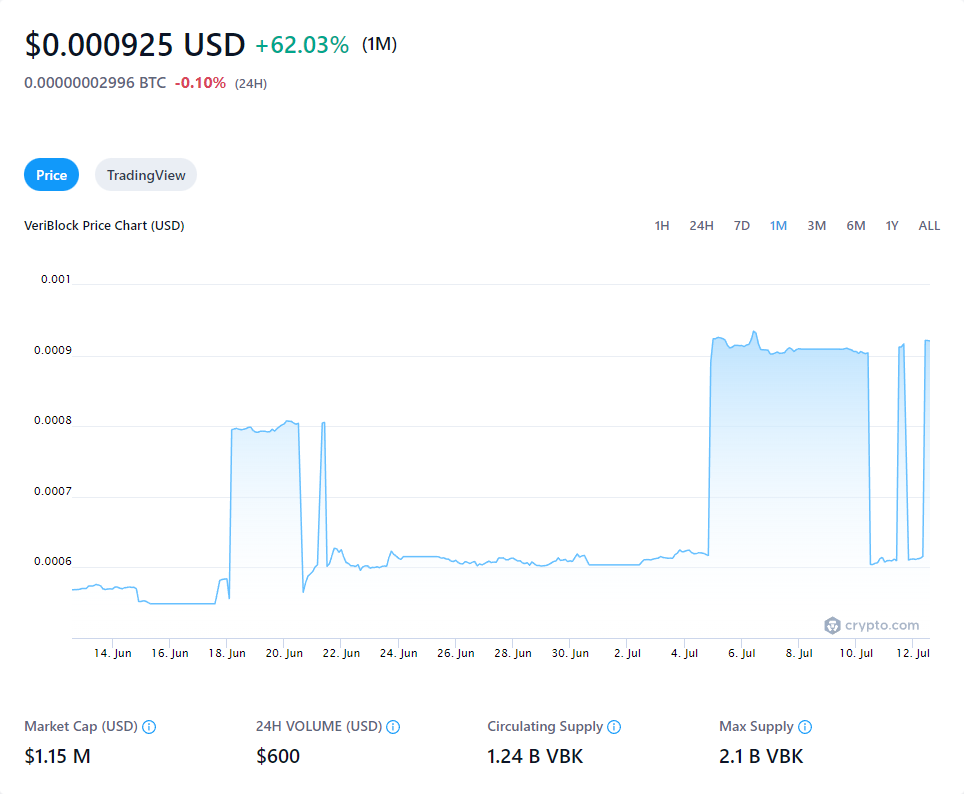 $0.000925 USD +62.03% (1M)
0.00000002996 BTC -0.10% (24H)
Price TradingView
VeriBlock Price Chart (USD) 1H 24H 7D 1M 3M 6M 1Y ALL
0.001
0.0009
0.0008
0.0007
0.0006
crypto.com
14. Jun 16. Jun 18. Jun 20. Jun 22. Jun 24. Jun 26. Jun 28. Jun 30. Jun 2. Jul 4. Jul 6. Jul 8. Jul 10. Jul 12. Jul
Market Cap (USD) 24H VOLUME (USD) Circulating Supply Max Supply
$1.15 M $600 1.24 B VBK 2.1 B VBK